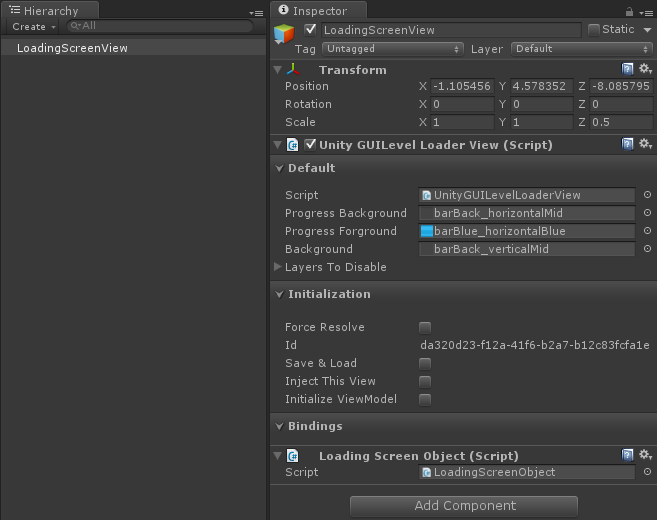 Hierarchy
Create
All
LoadingScreenView
Inspector
LoadingScreenView
Static
Tag Untagged Layer Default
Transform
Position X -1.105456 Y 4.578352 Z -8.085795
Rotation X 0 Y 0 Z 0
Scale X 1 Y 1 Z 0.5
Unity GUILevel Loader View (Script)
Default
Script UnityGUILevelLoaderView
Progress Background barBack_horizontalMid
Progress Forground barBlue_horizontalBlue
Background barBack_verticalMid
Layers To Disable
Initialization
Force Resolve
Id da320d23-f12a-41f6-b2a7-b12c83fcfa1e
Save & Load
Inject This View
Initialize ViewModel
Bindings
Loading Screen Object (Script)
Script LoadingScreenObject
Add Component